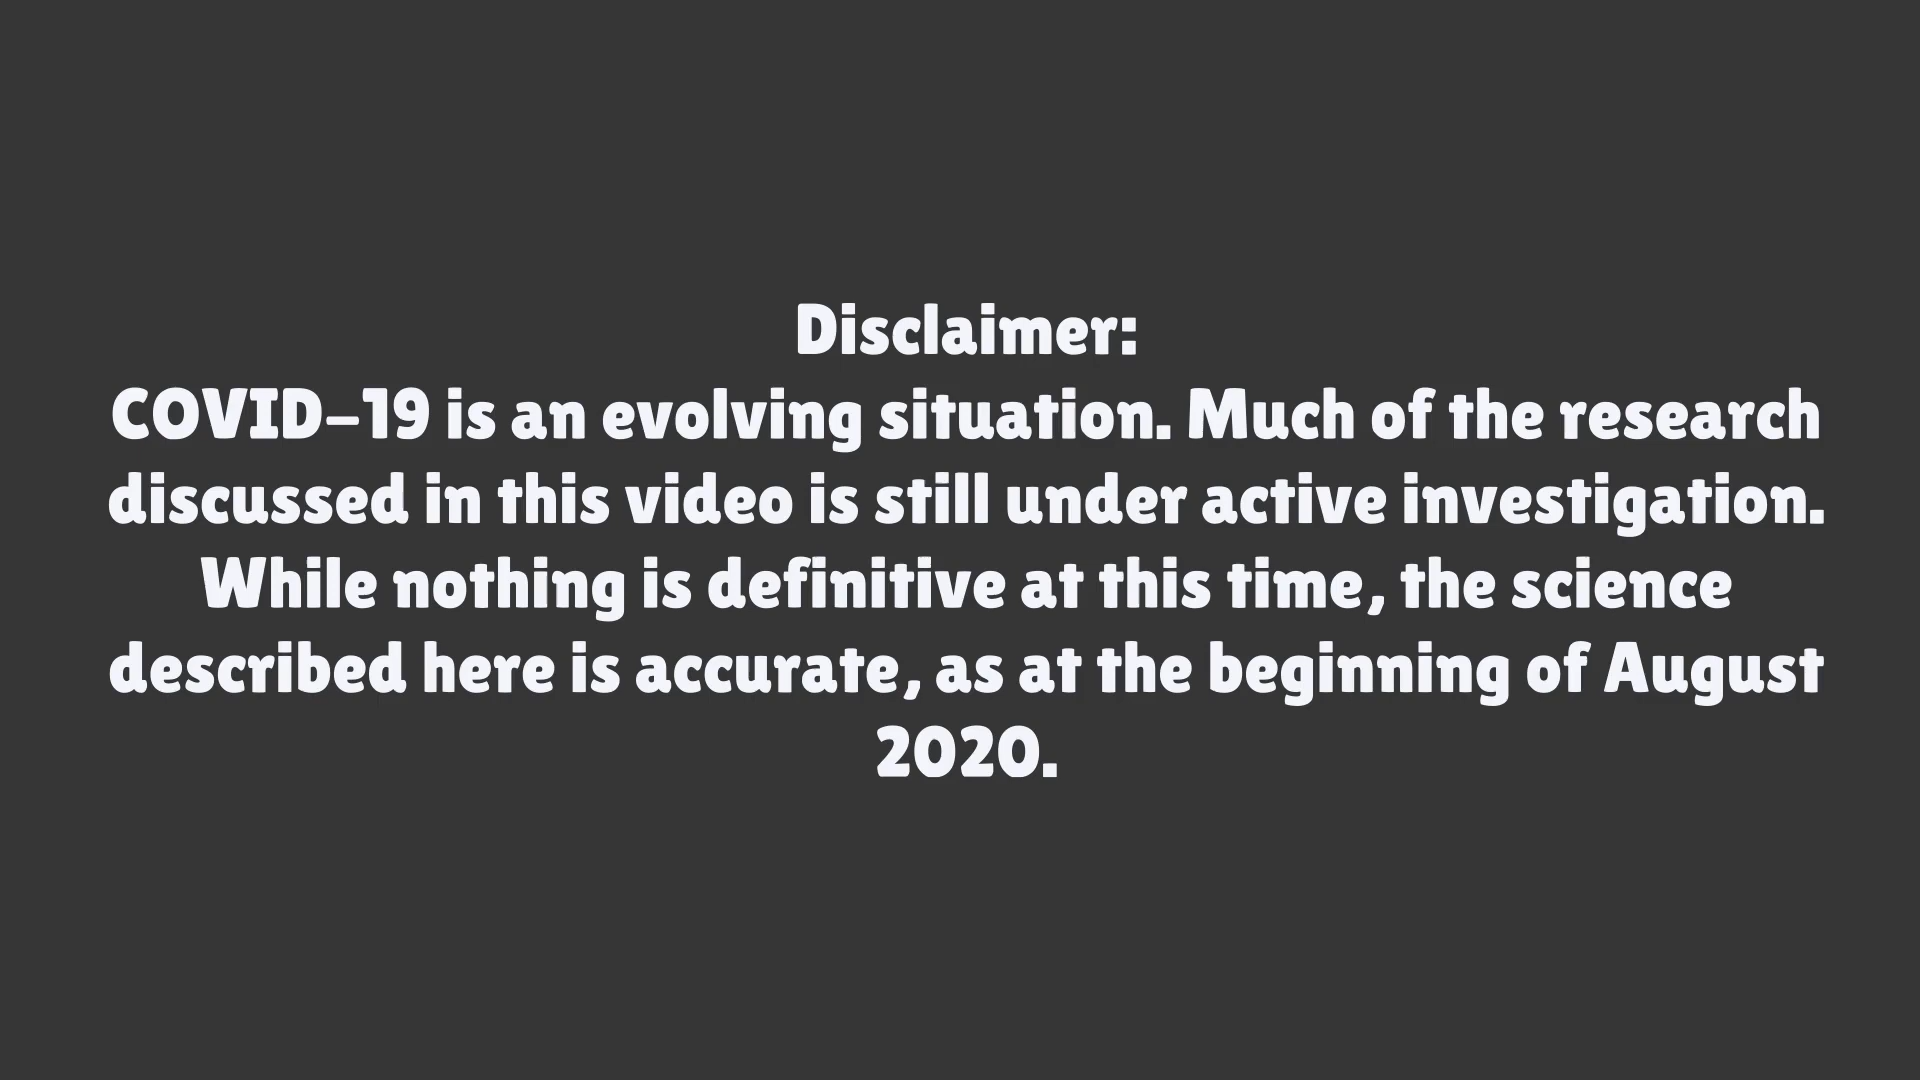 Disclaimer:
COVID-19 is an evolving situation. Much of the research
discussed in this video is still under active investigation.
While nothing is definitive at this time, the science
described here is accurate, as at the beginning of August
2020.